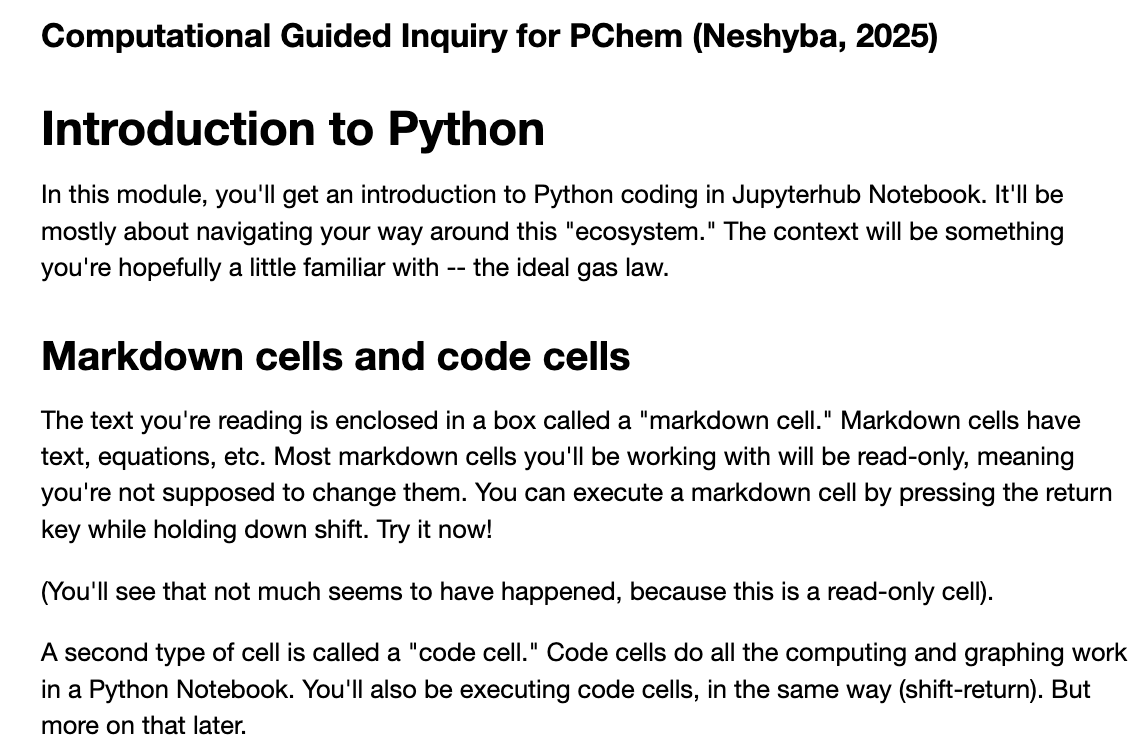 Computational Guided Inquiry for PChem (Neshyba, 2025)
Introduction to Python
In this module, you'll get an introduction to Python coding in Jupyterhub Notebook. It'll be
mostly about navigating your way around this "ecosystem." The context will be something
you're hopefully a little familiar with -- the ideal gas law.
Markdown cells and code cells
The text you're reading is enclosed in a box called a "markdown cell." Markdown cells have
text, equations, etc. Most markdown cells you'll be working with will be read-only, meaning
you're not supposed to change them. You can execute a markdown cell by pressing the return
key while holding down shift. Try it now!
(You'll see that not much seems to have happened, because this is a read-only cell).
A second type of cell is called a "code cell." Code cells do all the computing and graphing work
in a Python Notebook. You'll also be executing code cells, in the same way (shift-return). But
more on that later.